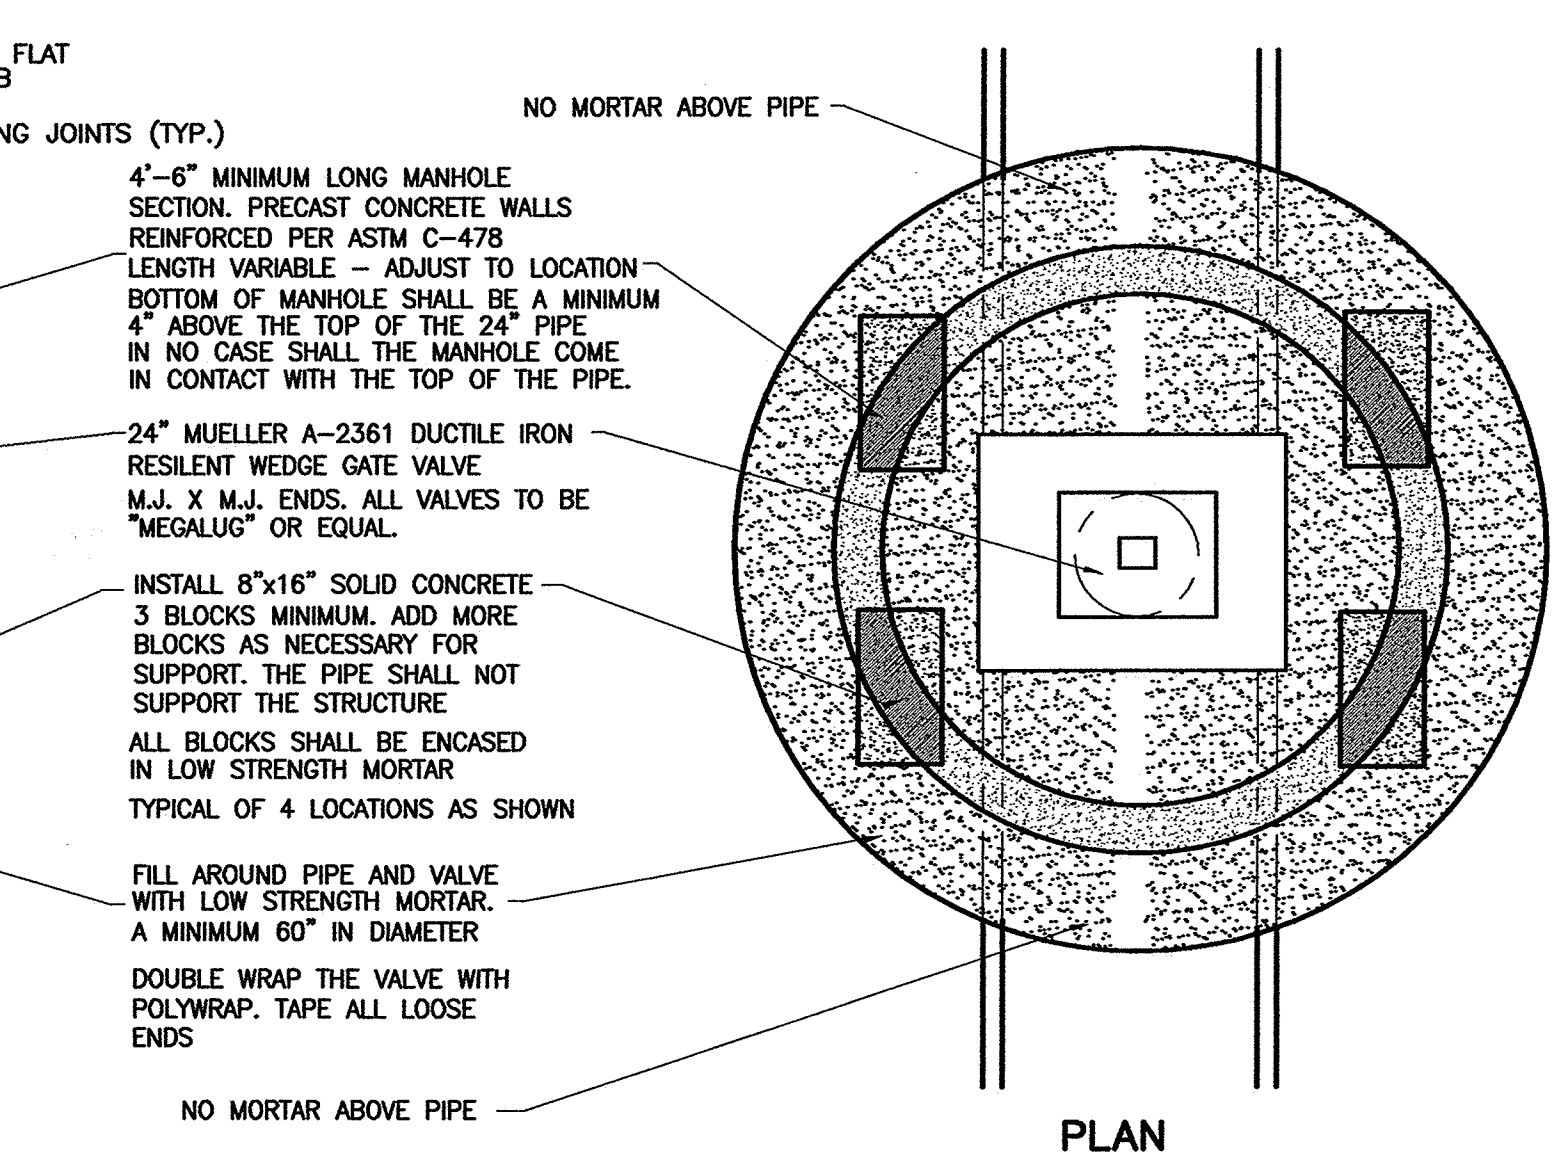 FLAT
B
NG JOINTS (TYP.)
NO MORTAR ABOVE PIPE
4'-6" MINIMUM LONG MANHOLE
SECTION. PRECAST CONCRETE WALLS
REINFORCED PER ASTM C-478
LENGTH VARIABLE - ADJUST TO LOCATION
BOTTOM OF MANHOLE SHALL BE A MINIMUM
4" ABOVE THE TOP OF THE 24" PIPE
IN NO CASE SHALL THE MANHOLE COME
IN CONTACT WITH THE TOP OF THE PIPE.
24" MUELLER A-2361 DUCTILE IRON
RESILENT WEDGE GATE VALVE
M.J. X M.J. ENDS. ALL VALVES TO BE
"MEGALUG" OR EQUAL.
INSTALL 8"x16" SOLID CONCRETE
3 BLOCKS MINIMUM. ADD MORE
BLOCKS AS NECESSARY FOR
SUPPORT. THE PIPE SHALL NOT
SUPPORT THE STRUCTURE
ALL BLOCKS SHALL BE ENCASED
IN LOW STRENGTH MORTAR
TYPICAL OF 4 LOCATIONS AS SHOWN
FILL AROUND PIPE AND VALVE
WITH LOW STRENGTH MORTAR.
A MINIMUM 60" IN DIAMETER
DOUBLE WRAP THE VALVE WITH
POLYWRAP. TAPE ALL LOOSE
ENDS
NO MORTAR ABOVE PIPE
PLAN